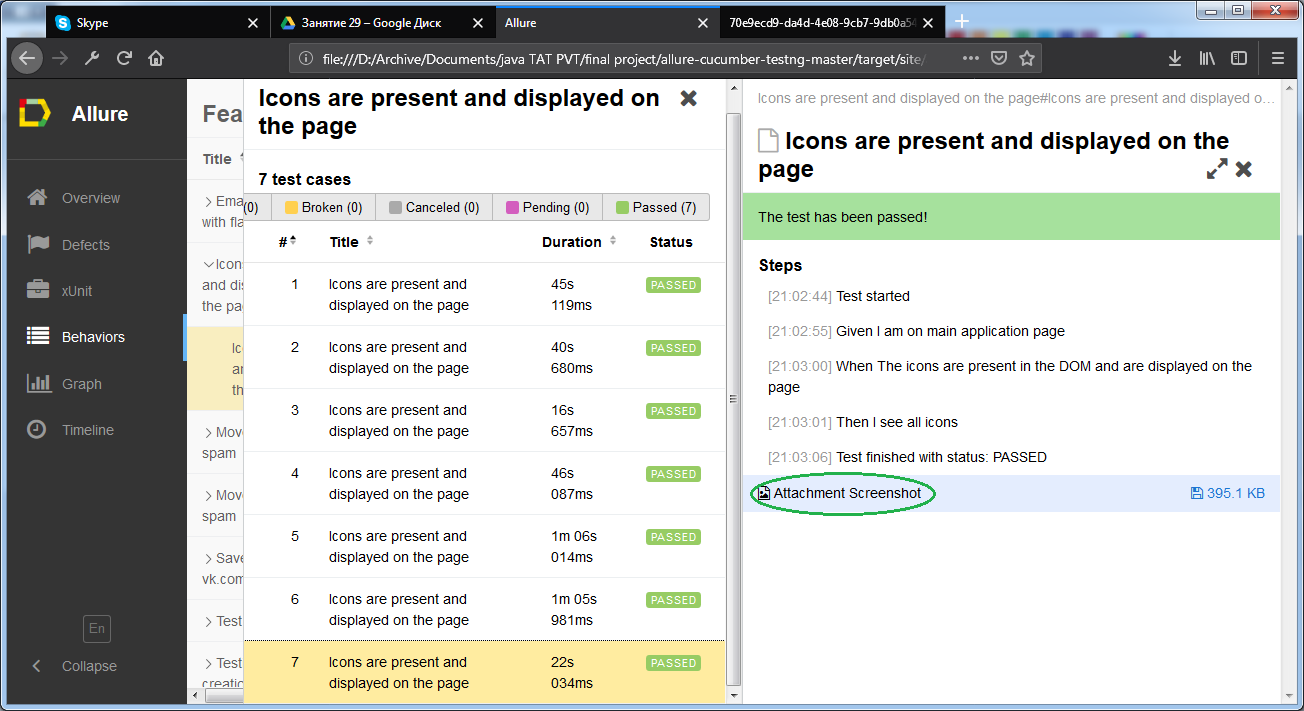 Skype
Занятие 29 – Google Диск
Allure
70e9ecd9-da4d-4e08-9cb7-9db0a54
file:///D:/Archive/Documents/java TAT PVT/final project/allure-cucumber-testng-master/target/site/
Allure
Overview
Defects
xUnit
Behaviors
Graph
Timeline
En
Collapse
Fea
Title
Ema
with fla
Icon
and dis
the pa
Ic
ar
th
Mov
spam
Mov
spam
Save
vk.com
Test
Test
creatio
Icons are present and displayed on
the page
7 test cases
(0) Broken (0) Canceled (0) Pending (0) Passed (7)
# Title Duration Status
1 Icons are present and 45s PASSED
displayed on the page 119ms
2 Icons are present and 40s PASSED
displayed on the page 680ms
3 Icons are present and 16s PASSED
displayed on the page 657ms
4 Icons are present and 46s PASSED
displayed on the page 087ms
5 Icons are present and 1m 06s PASSED
displayed on the page 014ms
6 Icons are present and 1m 05s PASSED
displayed on the page 981ms
7 Icons are present and 22s PASSED
displayed on the page 034ms
Icons are present and displayed on the page#Icons are present and displayed o...
Icons are present and displayed on the
page
The test has been passed!
Steps
[21:02:44] Test started
[21:02:55] Given I am on main application page
[21:03:00] When The icons are present in the DOM and are displayed on the
page
[21:03:01] Then I see all icons
[21:03:06] Test finished with status: PASSED
Attachment Screenshot 395.1 KB